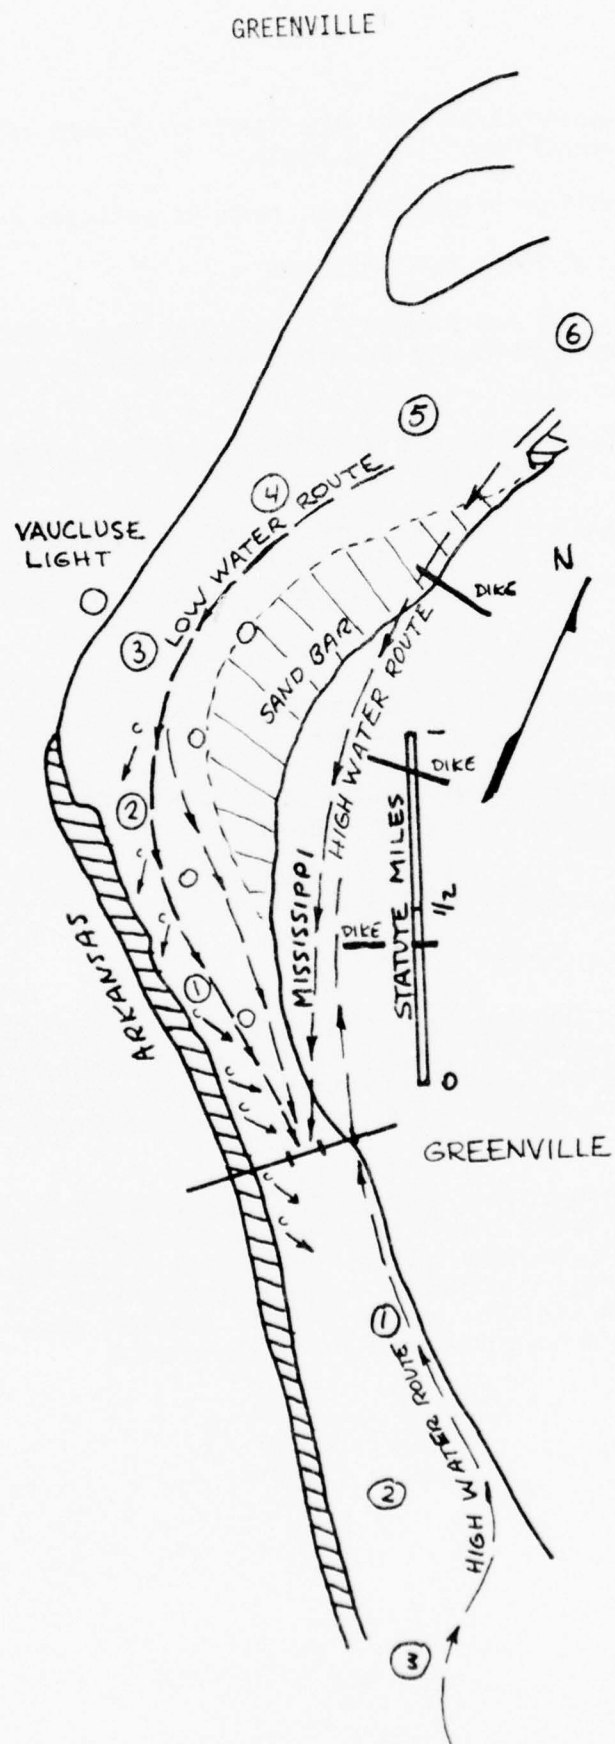 GREENVILLE
6
5
4
LOW WATER ROUTE
VAUCLUSE
LIGHT
N
DIKE
3
SAND BAR
HIGH WATER ROUTE
1
DIKE
2
STATUTE MILES
1/2
MISSISSIPPI
DIKE
ARKANSAS
1
0
GREENVILLE
1
HIGH WATER ROUTE
2
3